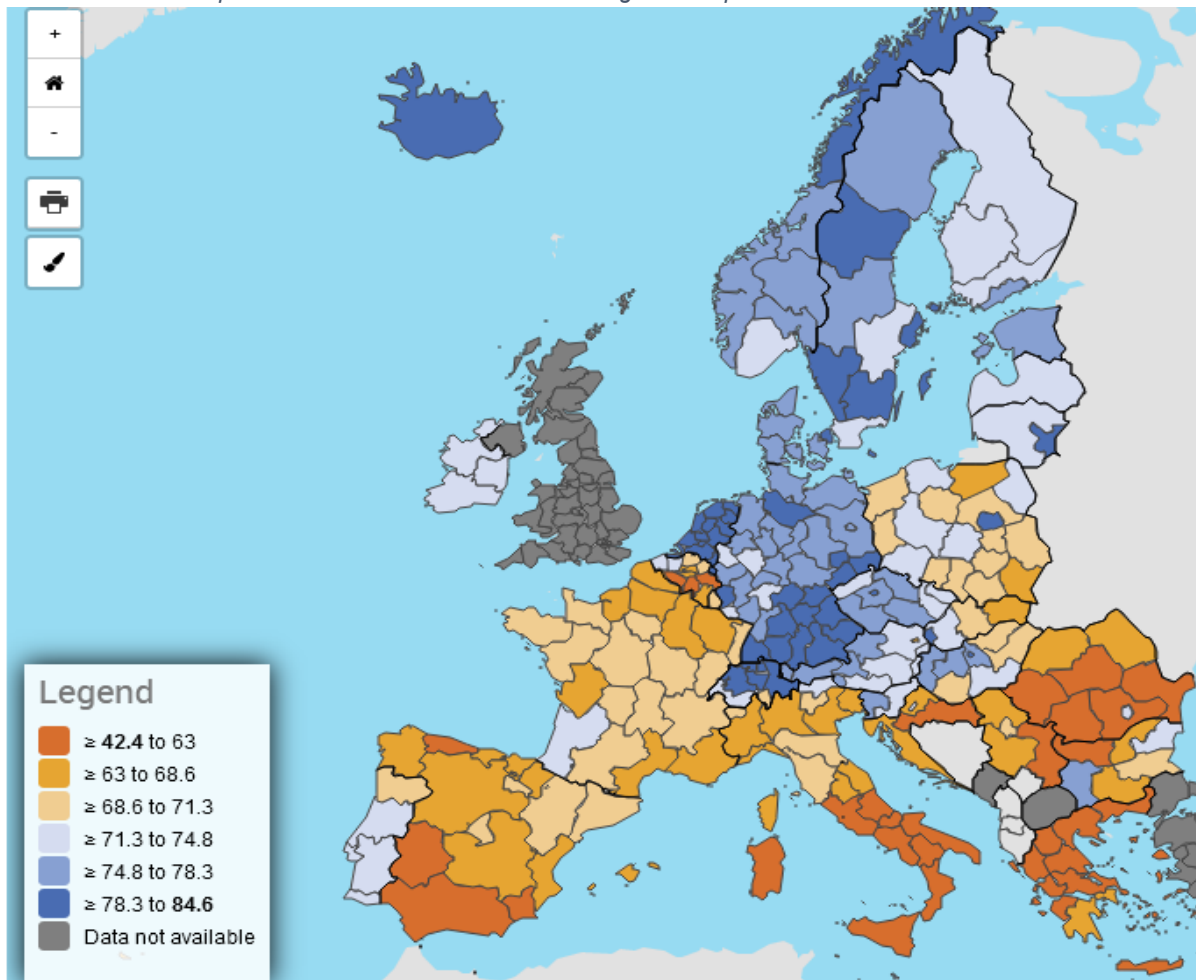 +
-
Legend
≥ 42.4 to 63
≥ 63 to 68.6
≥ 68.6 to 71.3
≥ 71.3 to 74.8
≥ 74.8 to 78.3
≥ 78.3 to 84.6
Data not available